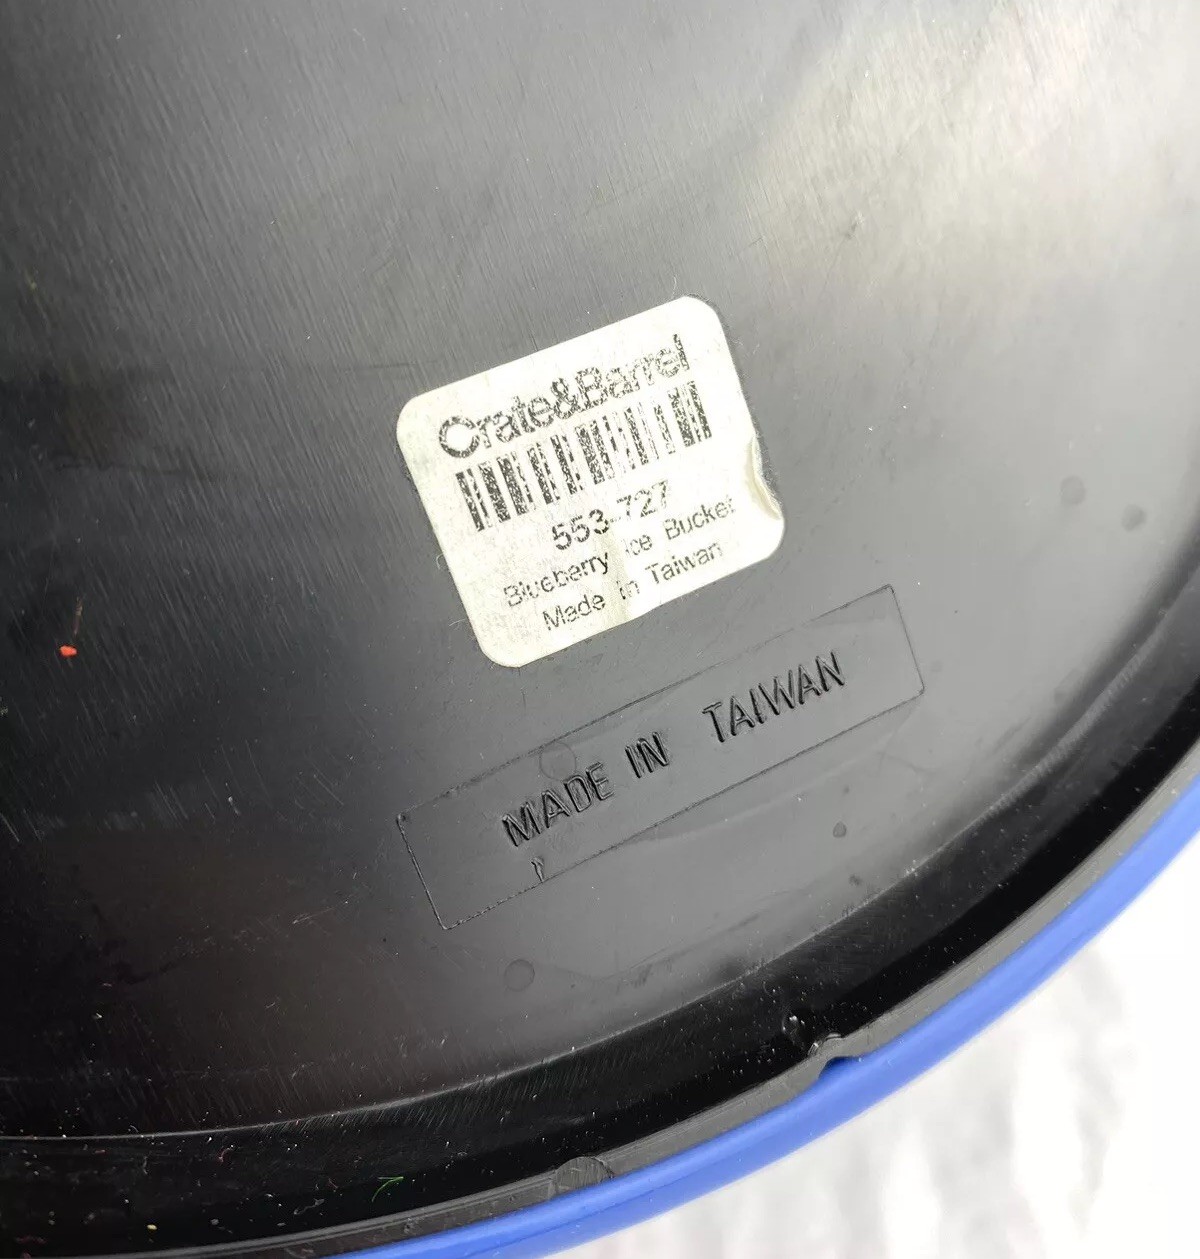 Crate&Barrel
553-727
Blueberry Ice Bucket
Made in Taiwan
MADE IN TAIWAN